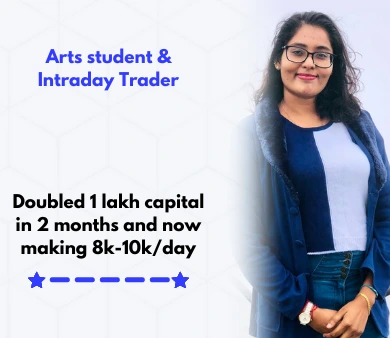 Arts student &
Intraday Trader
Doubled 1 lakh capital
in 2 months and now
making 8k-10k/day